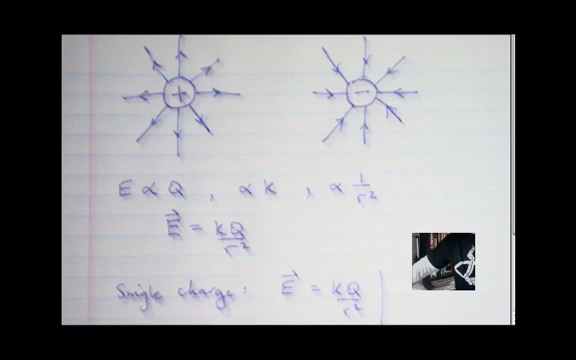 + −
E ∝ Q , ∝ K , ∝ 1/r²
E⃗ = KQ/r²
Single charge: E⃗ = KQ/r²